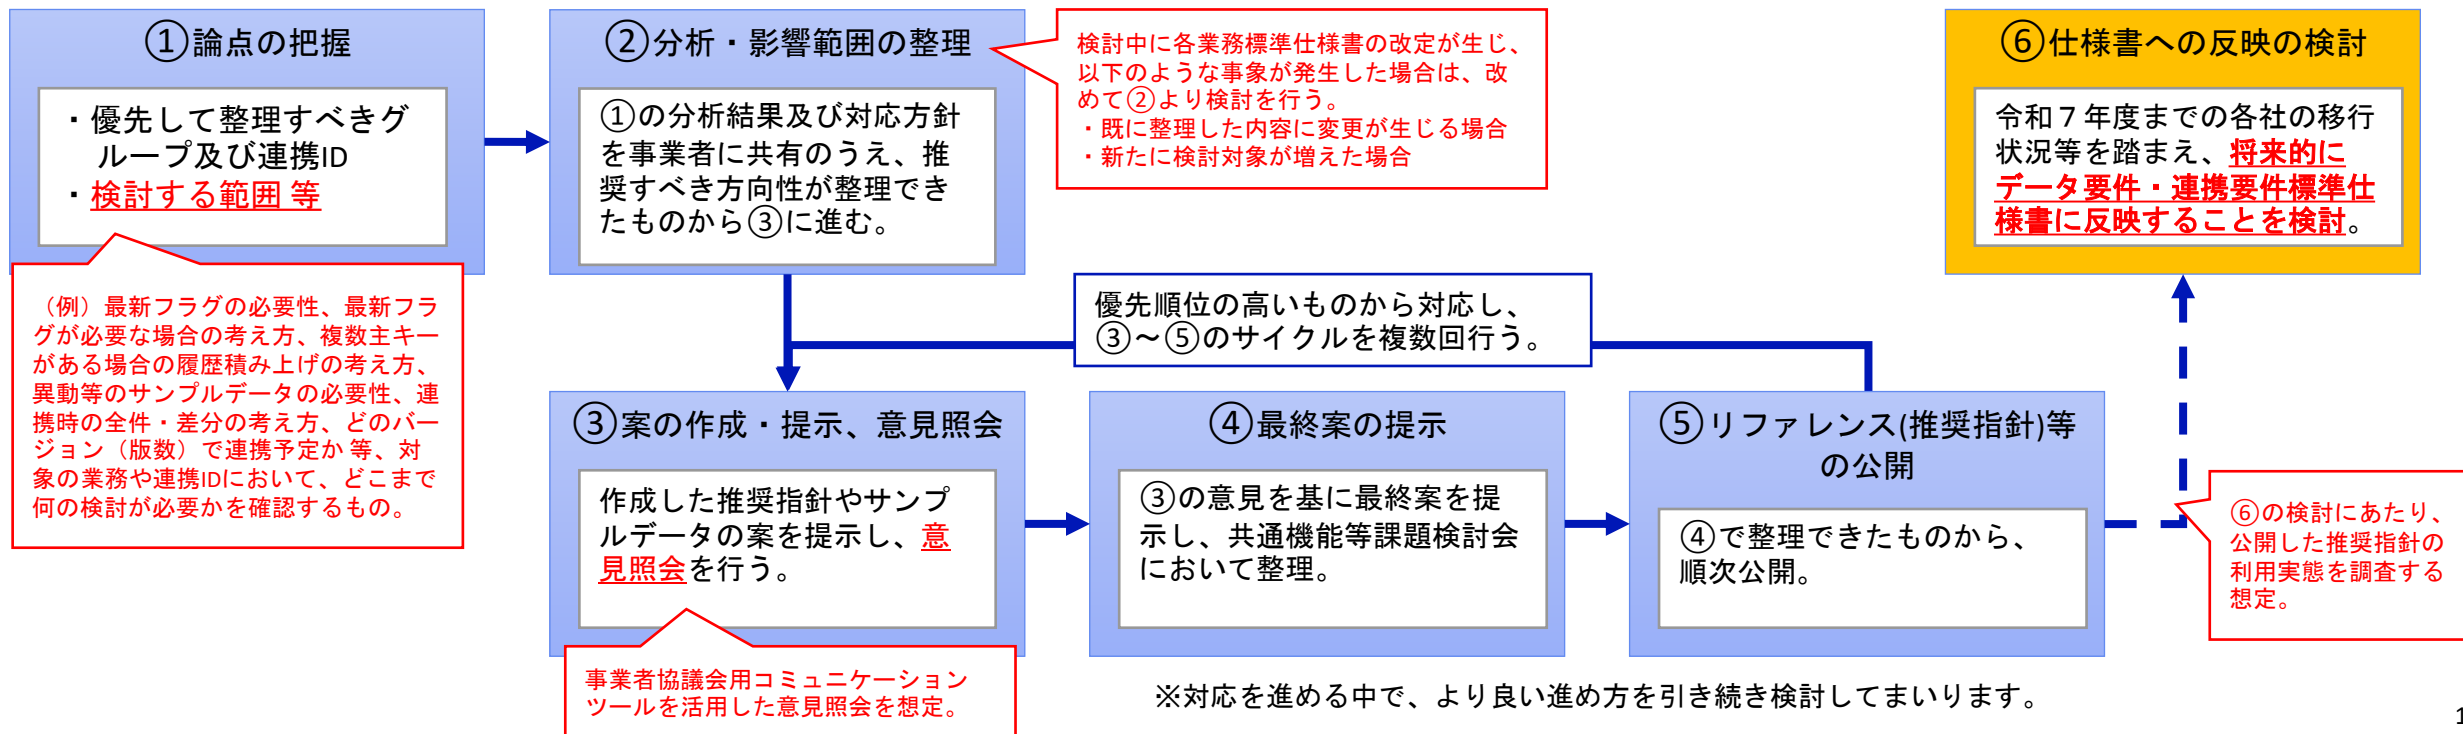 ①論点の把握
・優先して整理すべきグ
ループ及び連携ID
・検討する範囲 等
（例）最新フラグの必要性、最新フラ
グが必要な場合の考え方、複数主キー
がある場合の履歴積み上げの考え方、
異動等のサンプルデータの必要性、連
携時の全件・差分の考え方、どのバー
ジョン（版数）で連携予定か 等、対
象の業務や連携IDにおいて、どこまで
何の検討が必要かを確認するもの。
②分析・影響範囲の整理
①の分析結果及び対応方針
を事業者に共有のうえ、推
奨すべき方向性が整理でき
たものから③に進む。
検討中に各業務標準仕様書の改定が生じ、
以下のような事象が発生した場合は、改
めて②より検討を行う。
・既に整理した内容に変更が生じる場合
・新たに検討対象が増えた場合
優先順位の高いものから対応し、
③～⑤のサイクルを複数回行う。
③案の作成・提示、意見照会
作成した推奨指針やサンプ
ルデータの案を提示し、意
見照会を行う。
事業者協議会用コミュニケーション
ツールを活用した意見照会を想定。
④最終案の提示
③の意見を基に最終案を提
示し、共通機能等課題検討会
において整理。
⑤リファレンス(推奨指針)等
の公開
④で整理できたものから、
順次公開。
⑥仕様書への反映の検討
令和７年度までの各社の移行
状況等を踏まえ、将来的に
データ要件・連携要件標準仕
様書に反映することを検討。
⑥の検討にあたり、
公開した推奨指針の
利用実態を調査する
想定。
※対応を進める中で、より良い進め方を引き続き検討してまいります。
1